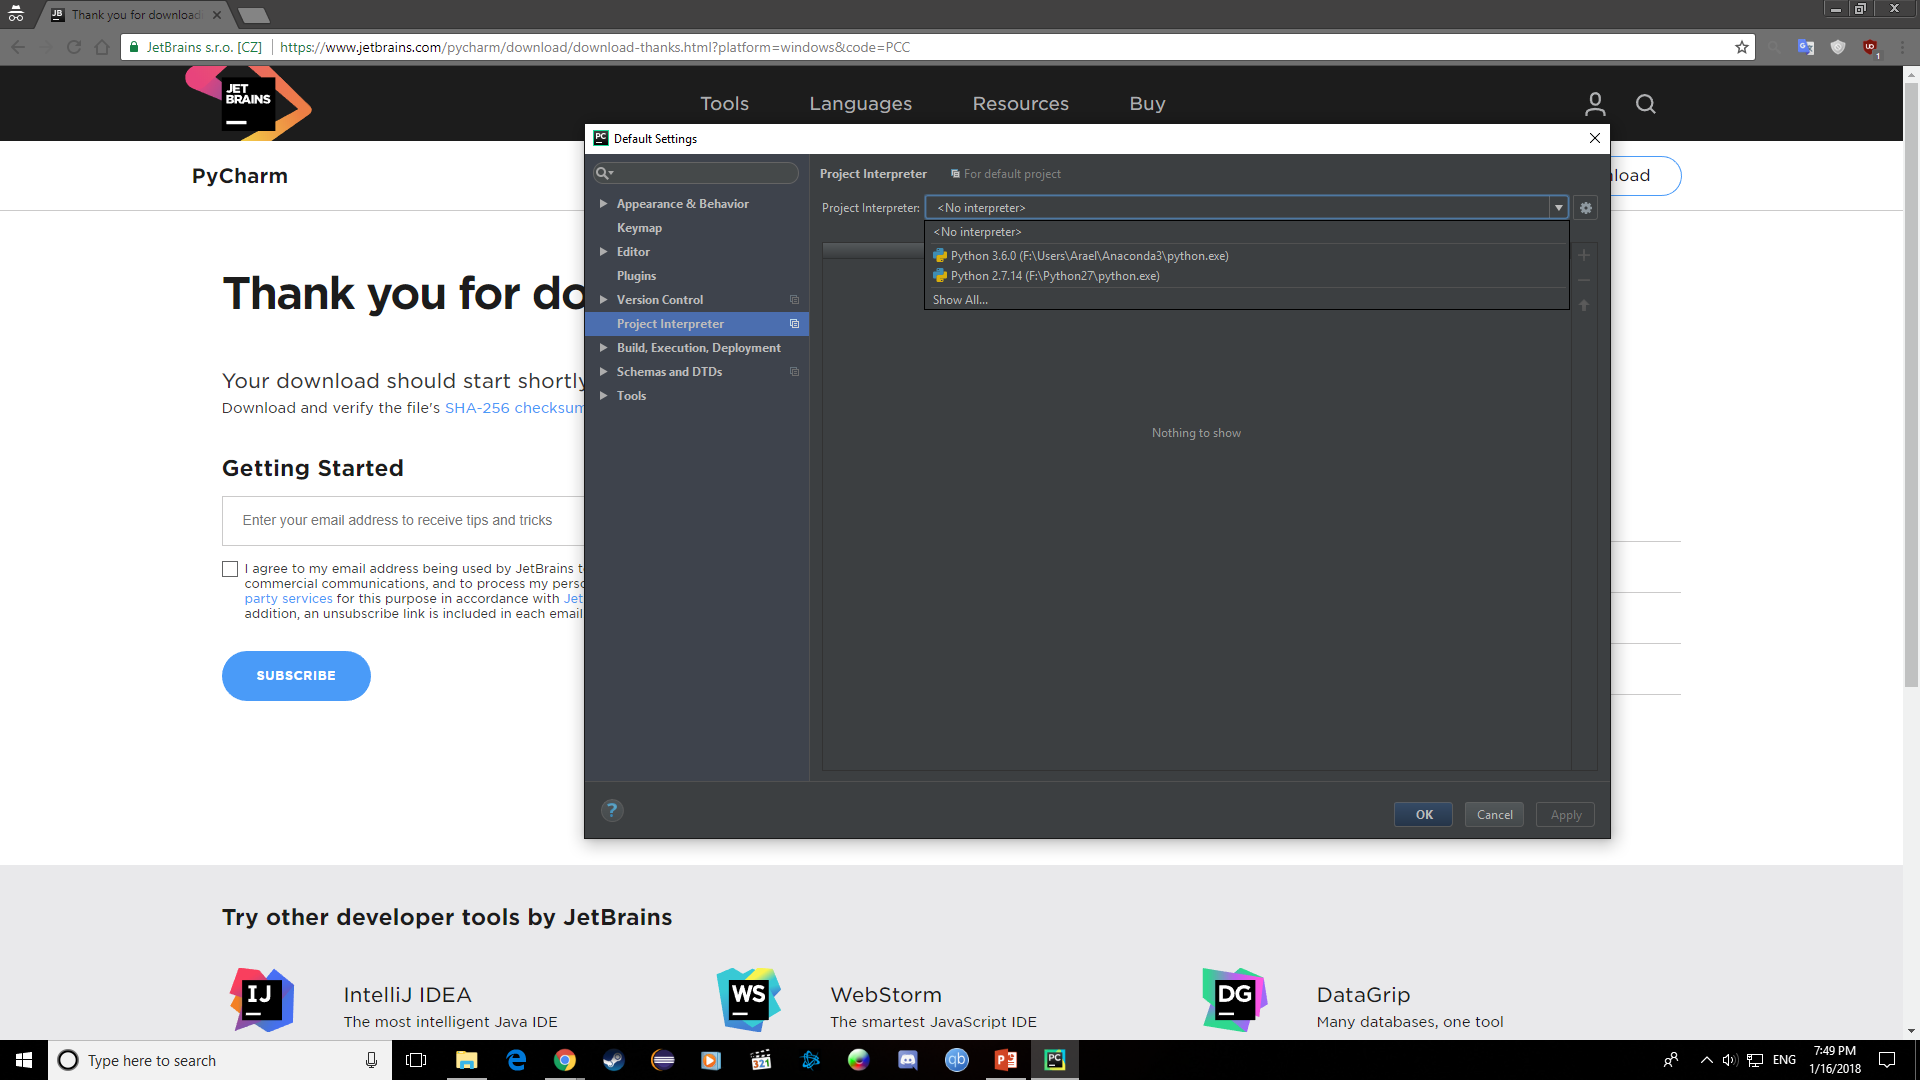 Thank you for download
JetBrains s.r.o. [CZ]
https://www.jetbrains.com/pycharm/download/download-thanks.html?platform=windows&code=PCC
JET
BRAINS
Tools
Languages
Resources
Buy
PyCharm
load
Thank you for do
Your download should start shortly
Download and verify the file's SHA-256 checksum
Getting Started
Enter your email address to receive tips and tricks
I agree to my email address being used by JetBrains t
commercial communications, and to process my perso
party services for this purpose in accordance with Jet
addition, an unsubscribe link is included in each email
SUBSCRIBE
PC
Default Settings
Appearance & Behavior
Keymap
Editor
Plugins
Version Control
Project Interpreter
Build, Execution, Deployment
Schemas and DTDs
Tools
Project Interpreter
For default project
Project Interpreter: <No interpreter>
<No interpreter>
Python 3.6.0 (F:\Users\Arael\Anaconda3\python.exe)
Python 2.7.14 (F:\Python27\python.exe)
Show All...
Nothing to show
?
OK
Cancel
Apply
Try other developer tools by JetBrains
IJ
IntelliJ IDEA
The most intelligent Java IDE
WS
WebStorm
The smartest JavaScript IDE
DG
DataGrip
Many databases, one tool
Type here to search
321
qb
PC
ENG
7:49 PM
1/16/2018